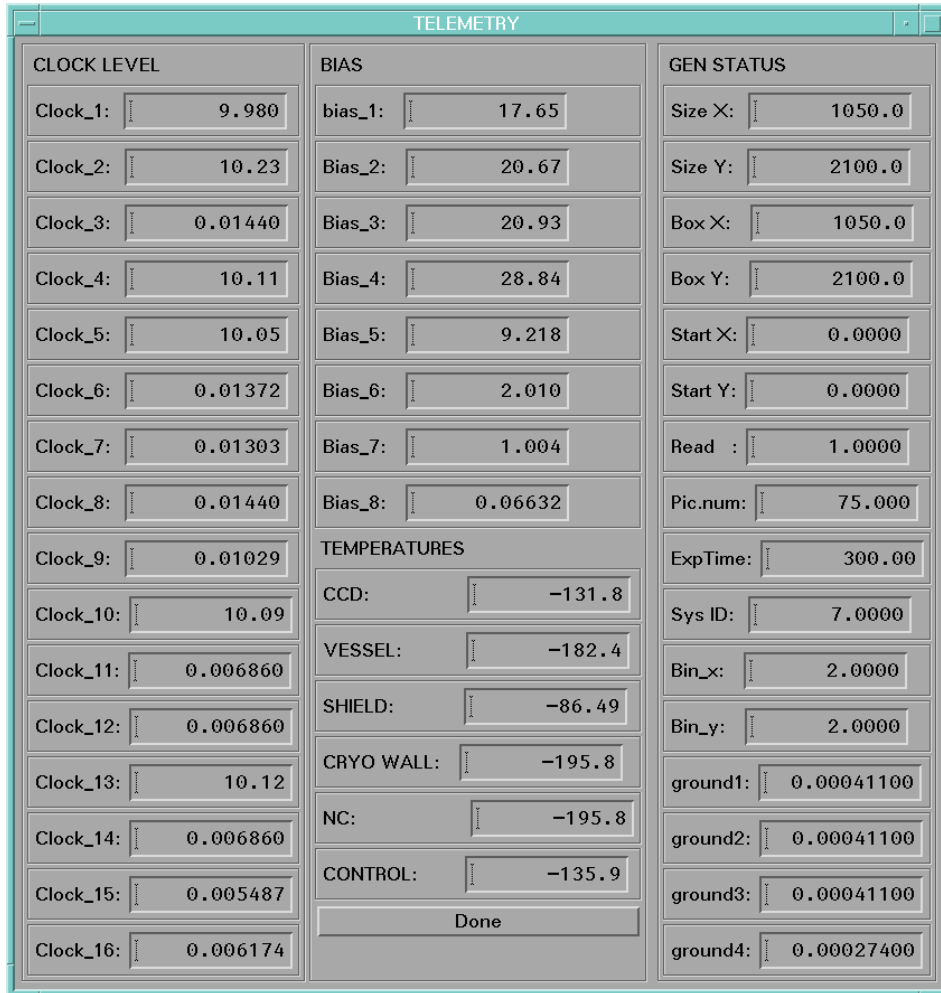 TELEMETRY
CLOCK LEVEL
Clock_1: 9.980
Clock_2: 10.23
Clock_3: 0.01440
Clock_4: 10.11
Clock_5: 10.05
Clock_6: 0.01372
Clock_7: 0.01303
Clock_8: 0.01440
Clock_9: 0.01029
Clock_10: 10.09
Clock_11: 0.006860
Clock_12: 0.006860
Clock_13: 10.12
Clock_14: 0.006860
Clock_15: 0.005487
Clock_16: 0.006174
BIAS
bias_1: 17.65
Bias_2: 20.67
Bias_3: 20.93
Bias_4: 28.84
Bias_5: 9.218
Bias_6: 2.010
Bias_7: 1.004
Bias_8: 0.06632
TEMPERATURES
CCD: -131.8
VESSEL: -182.4
SHIELD: -86.49
CRYO WALL: -195.8
NC: -195.8
CONTROL: -135.9
Done
GEN STATUS
Size X: 1050.0
Size Y: 2100.0
Box X: 1050.0
Box Y: 2100.0
Start X: 0.0000
Start Y: 0.0000
Read : 1.0000
Pic.num: 75.000
ExpTime: 300.00
Sys ID: 7.0000
Bin_x: 2.0000
Bin_y: 2.0000
ground1: 0.00041100
ground2: 0.00041100
ground3: 0.00041100
ground4: 0.00027400